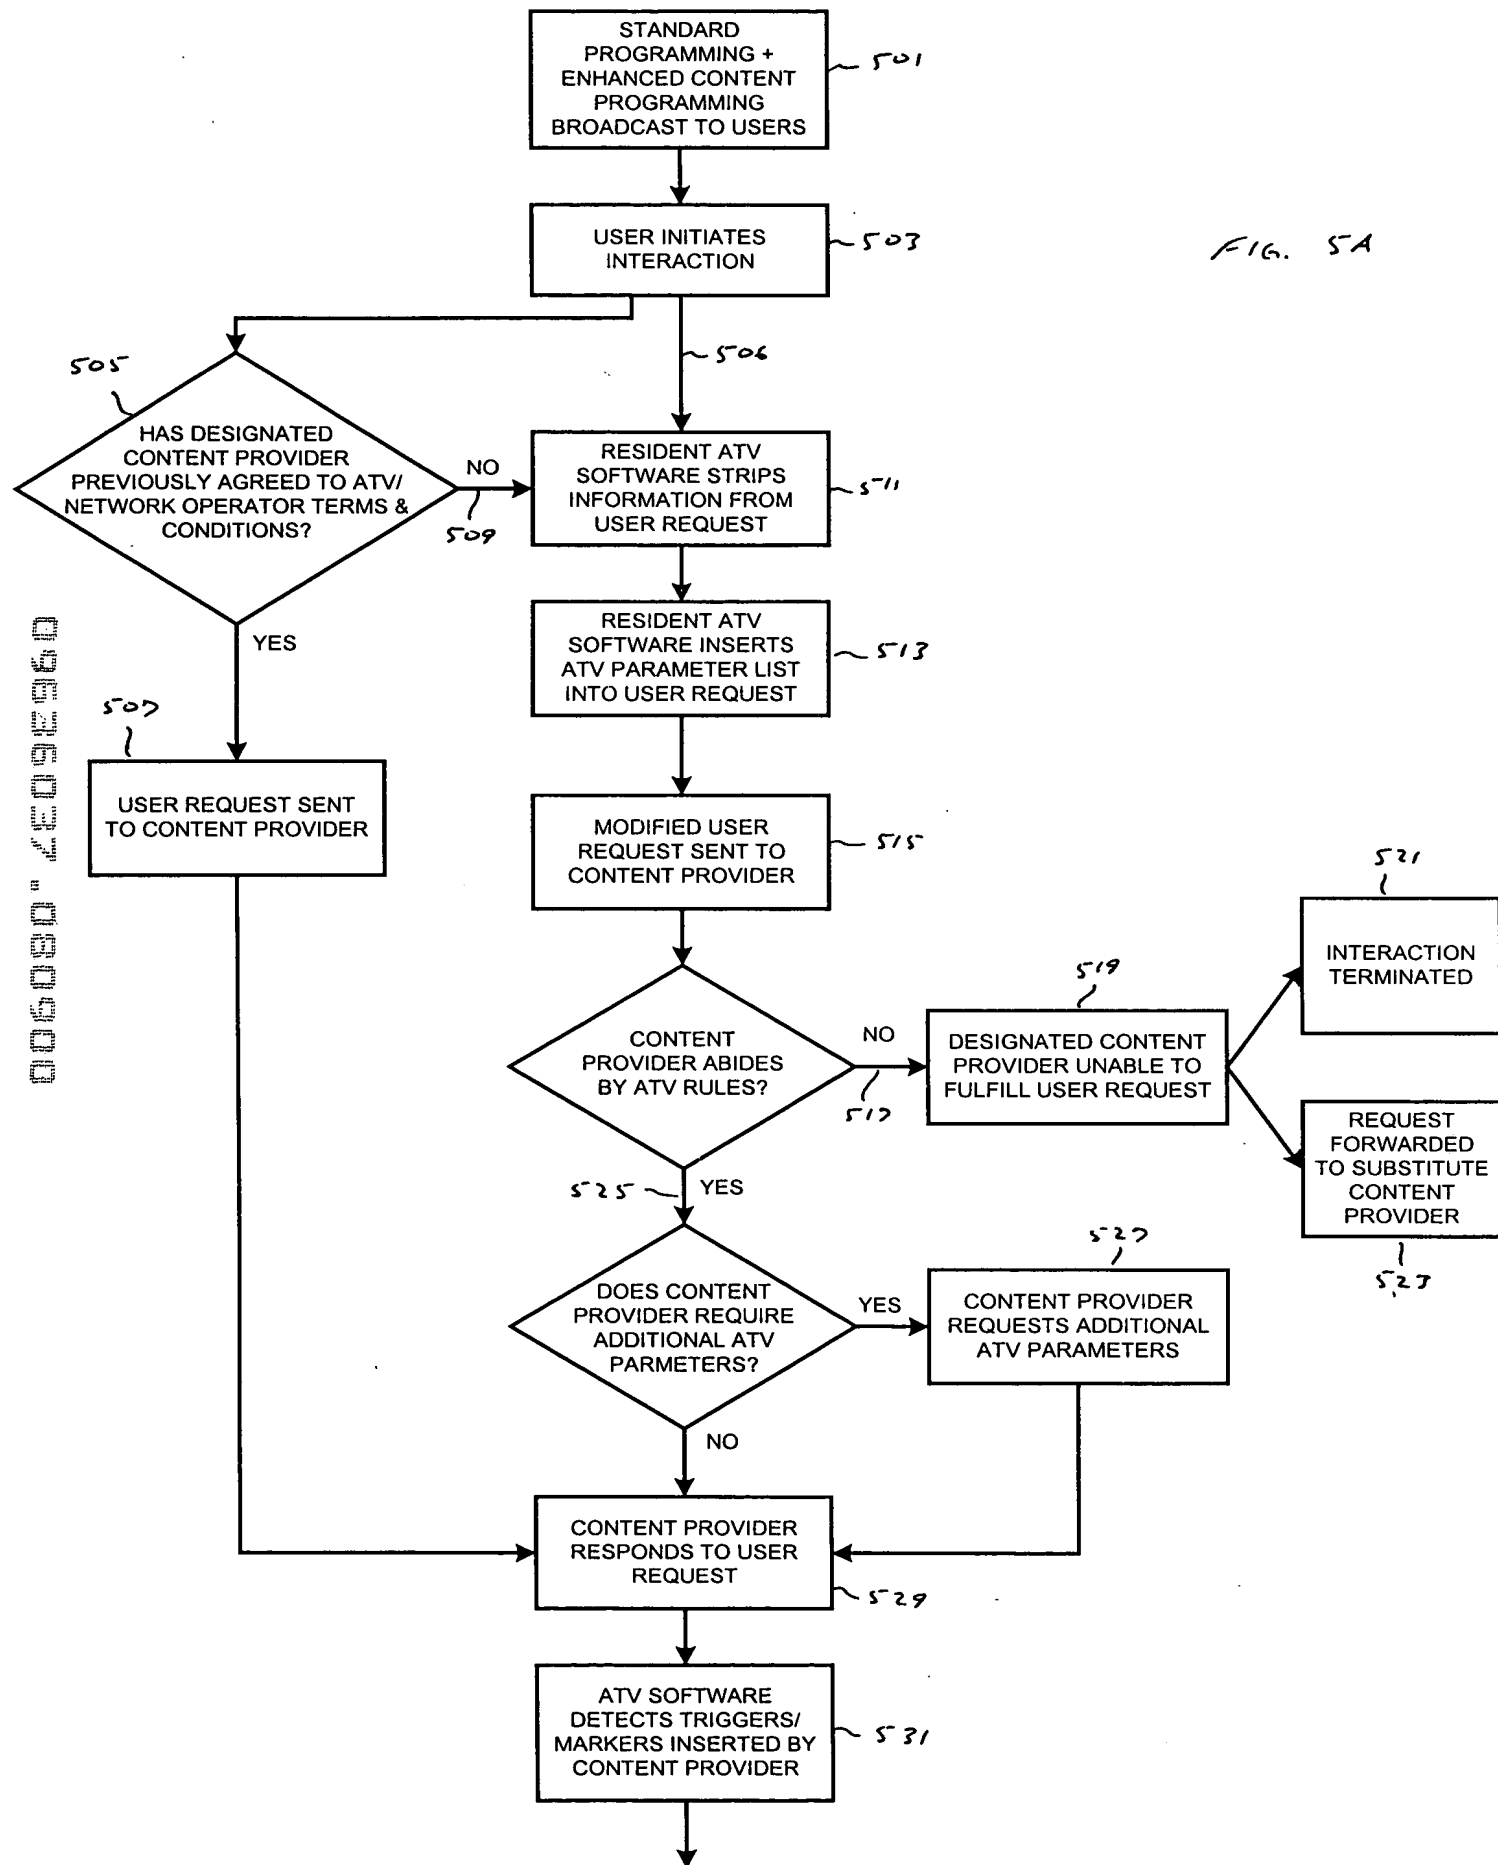 STANDARD
PROGRAMMING +
ENHANCED CONTENT
PROGRAMMING
BROADCAST TO USERS
501
USER INITIATES
INTERACTION
503
FIG. 5A
506
505
HAS DESIGNATED
CONTENT PROVIDER
PREVIOUSLY AGREED TO ATV/
NETWORK OPERATOR TERMS &
CONDITIONS?
NO
509
RESIDENT ATV
SOFTWARE STRIPS
INFORMATION FROM
USER REQUEST
511
YES
RESIDENT ATV
SOFTWARE INSERTS
ATV PARAMETER LIST
INTO USER REQUEST
513
507
USER REQUEST SENT
TO CONTENT PROVIDER
MODIFIED USER
REQUEST SENT TO
CONTENT PROVIDER
515
09636037.080900
CONTENT
PROVIDER ABIDES
BY ATV RULES?
NO
517
519
DESIGNATED CONTENT
PROVIDER UNABLE TO
FULFILL USER REQUEST
521
INTERACTION
TERMINATED
REQUEST
FORWARDED
TO SUBSTITUTE
CONTENT
PROVIDER
523
525
YES
DOES CONTENT
PROVIDER REQUIRE
ADDITIONAL ATV
PARMETERS?
YES
527
CONTENT PROVIDER
REQUESTS ADDITIONAL
ATV PARAMETERS
NO
CONTENT PROVIDER
RESPONDS TO USER
REQUEST
529
ATV SOFTWARE
DETECTS TRIGGERS/
MARKERS INSERTED BY
CONTENT PROVIDER
531